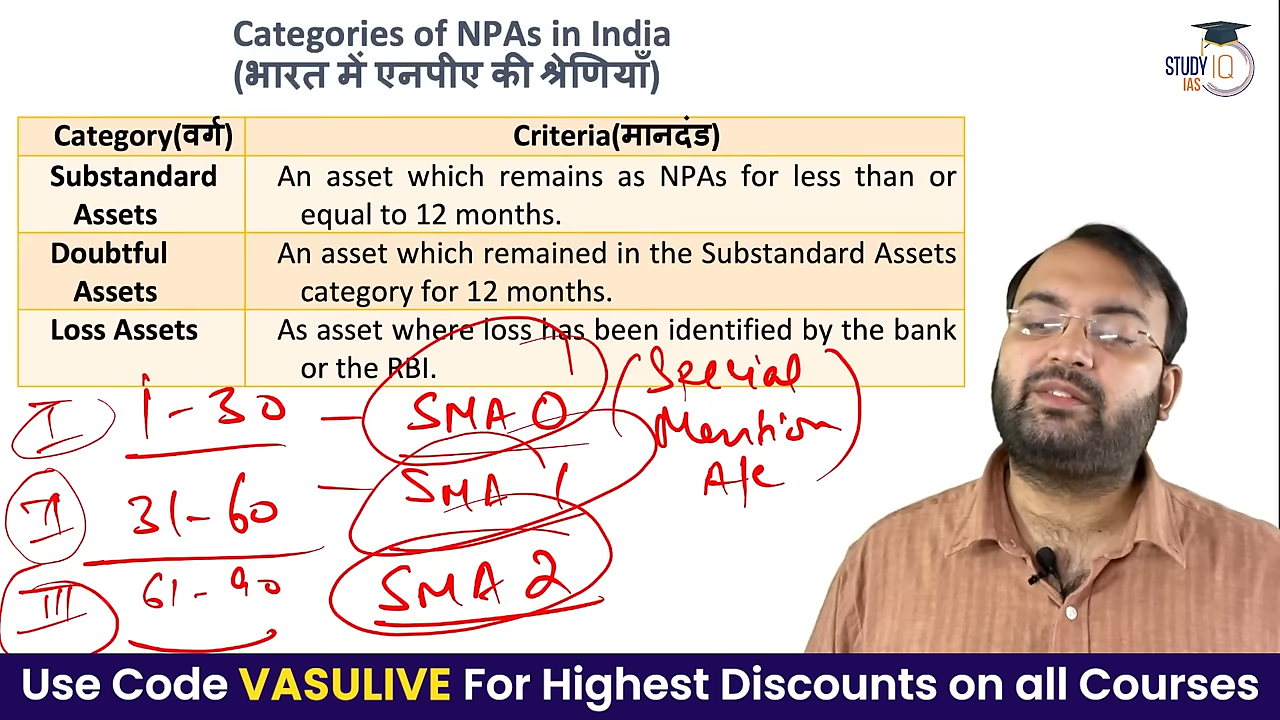 Categories of NPAs in India
(भारत में एनपीए की श्रेणियाँ)
STUDY IQ
IAS
Category(वर्ग)
Criteria(मानदंड)
Substandard
Assets
An asset which remains as NPAs for less than or
equal to 12 months.
Doubtful
Assets
An asset which remained in the Substandard Assets
category for 12 months.
Loss Assets
As asset where loss has been identified by the bank
or the RBI.
I 1-30 - SMA 0 (Special
Mention
A/c)
II 31-60 - SMA 1
III 61-90 SMA 2
Use Code VASULIVE For Highest Discounts on all Courses